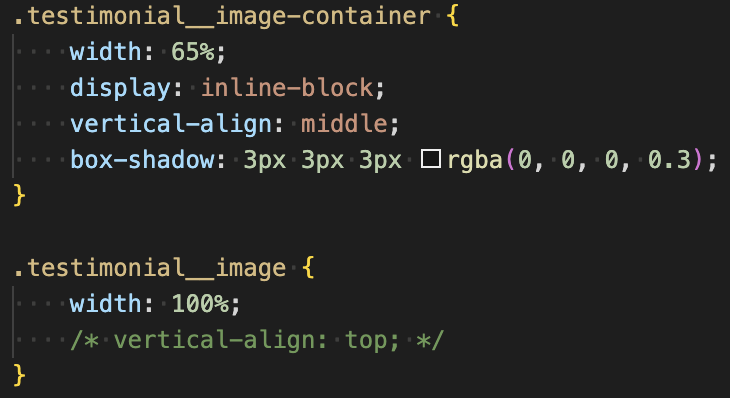 .testimonial__image-container {
    width: 65%;
    display: inline-block;
    vertical-align: middle;
    box-shadow: 3px 3px 3px rgba(0, 0, 0, 0.3);
}

.testimonial__image {
    width: 100%;
    /* vertical-align: top; */
}